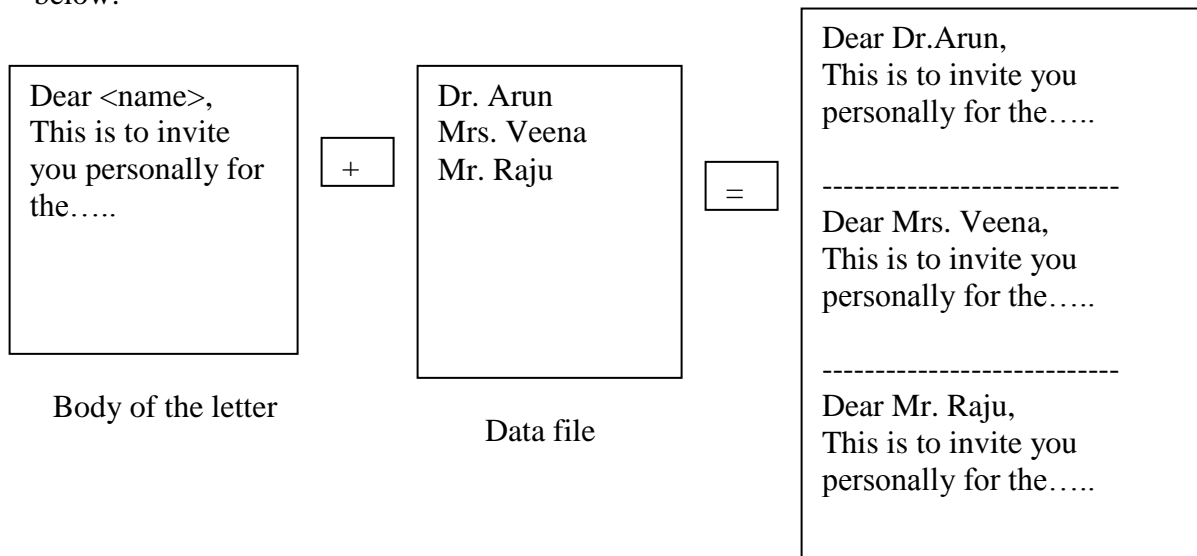 below.
Dear <name>,
This is to invite
you personally for
the…..
Body of the letter
+
Dr. Arun
Mrs. Veena
Mr. Raju
Data file
=
Dear Dr.Arun,
This is to invite you
personally for the…..
----------------------------
Dear Mrs. Veena,
This is to invite you
personally for the…..
----------------------------
Dear Mr. Raju,
This is to invite you
personally for the…..